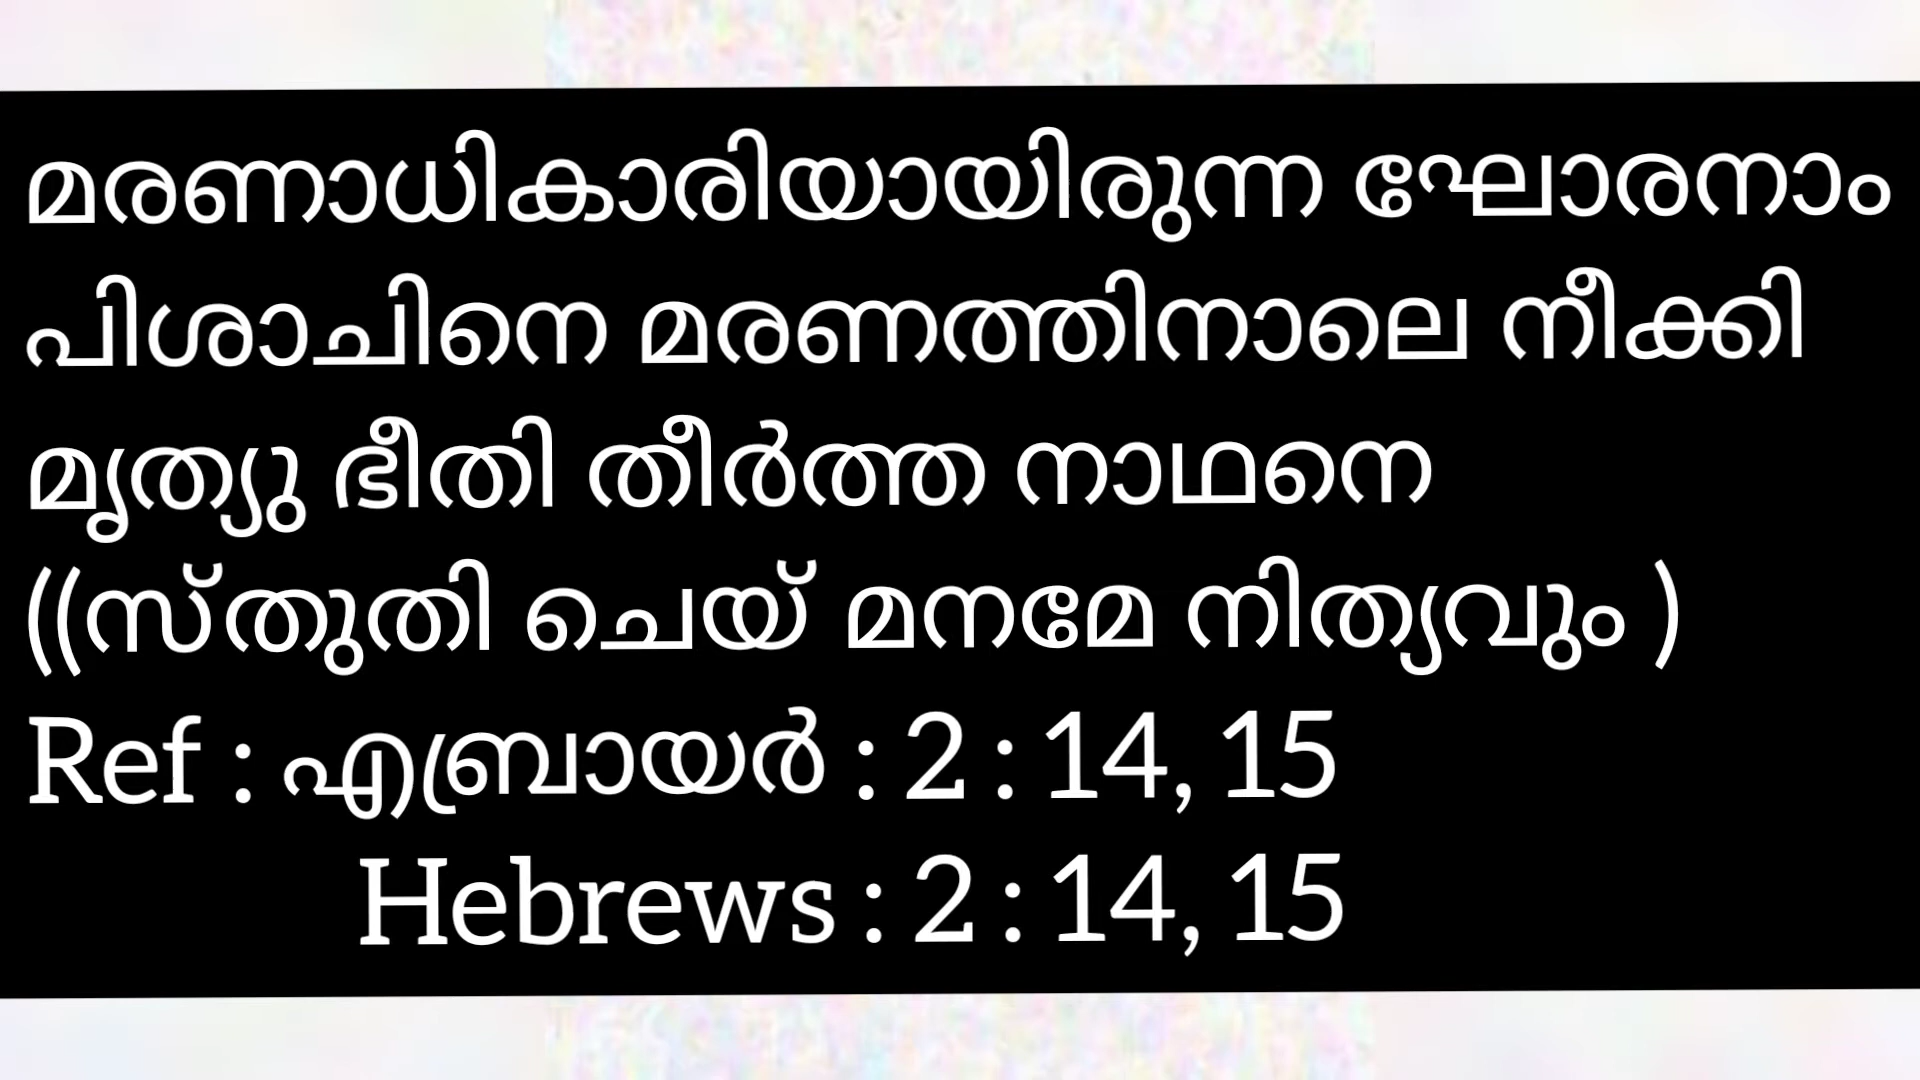 മരണാധികാരിയായിരുന്ന ഘോരനാം
പിശാചിനെ മരണത്തിനാലെ നീക്കി
മൃത്യു ഭീതി തീർത്ത നാഥനെ
((സ്തുതി ചെയ് മനമേ നിത്യവും )
Ref : എബ്രായർ : 2 : 14, 15
Hebrews : 2 : 14, 15